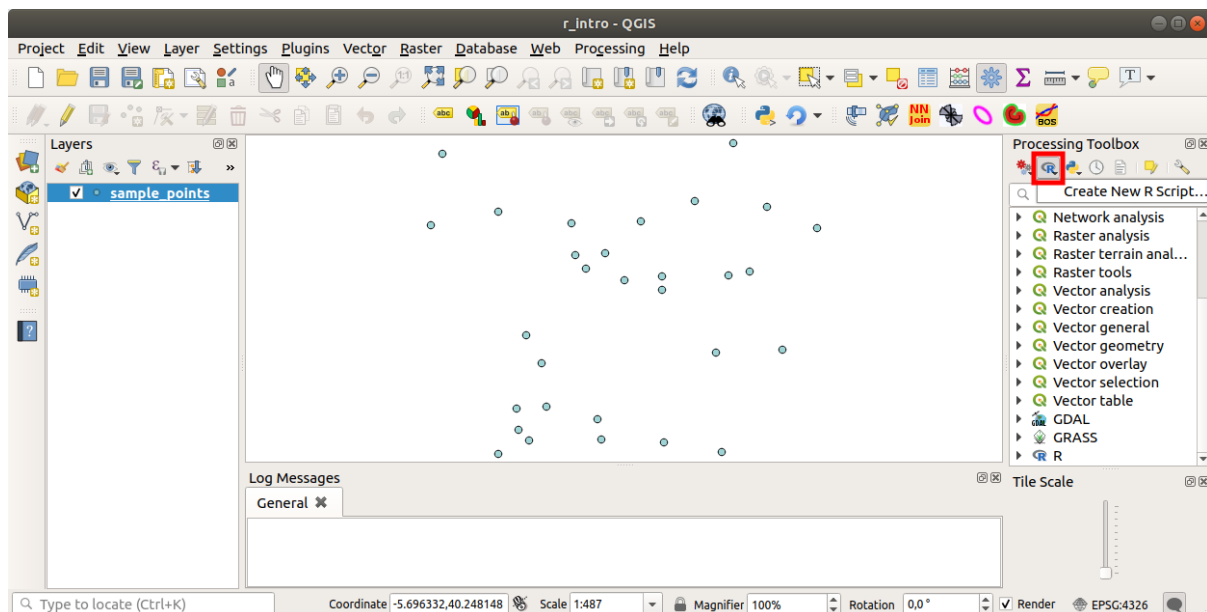 r_intro - QGIS
Project Edit View Layer Settings Plugins Vector Raster Database Web Processing Help
NN
Join
BOS
Layers
sample_points
Processing Toolbox
Create New R Script...
Network analysis
Raster analysis
Raster terrain anal...
Raster tools
Vector analysis
Vector creation
Vector general
Vector geometry
Vector overlay
Vector selection
Vector table
GDAL
GRASS
R
Log Messages
General
Tile Scale
Type to locate (Ctrl+K) Coordinate -5.696332,40.248148 Scale 1:487 Magnifier 100% Rotation 0,0 ° Render EPSG:4326